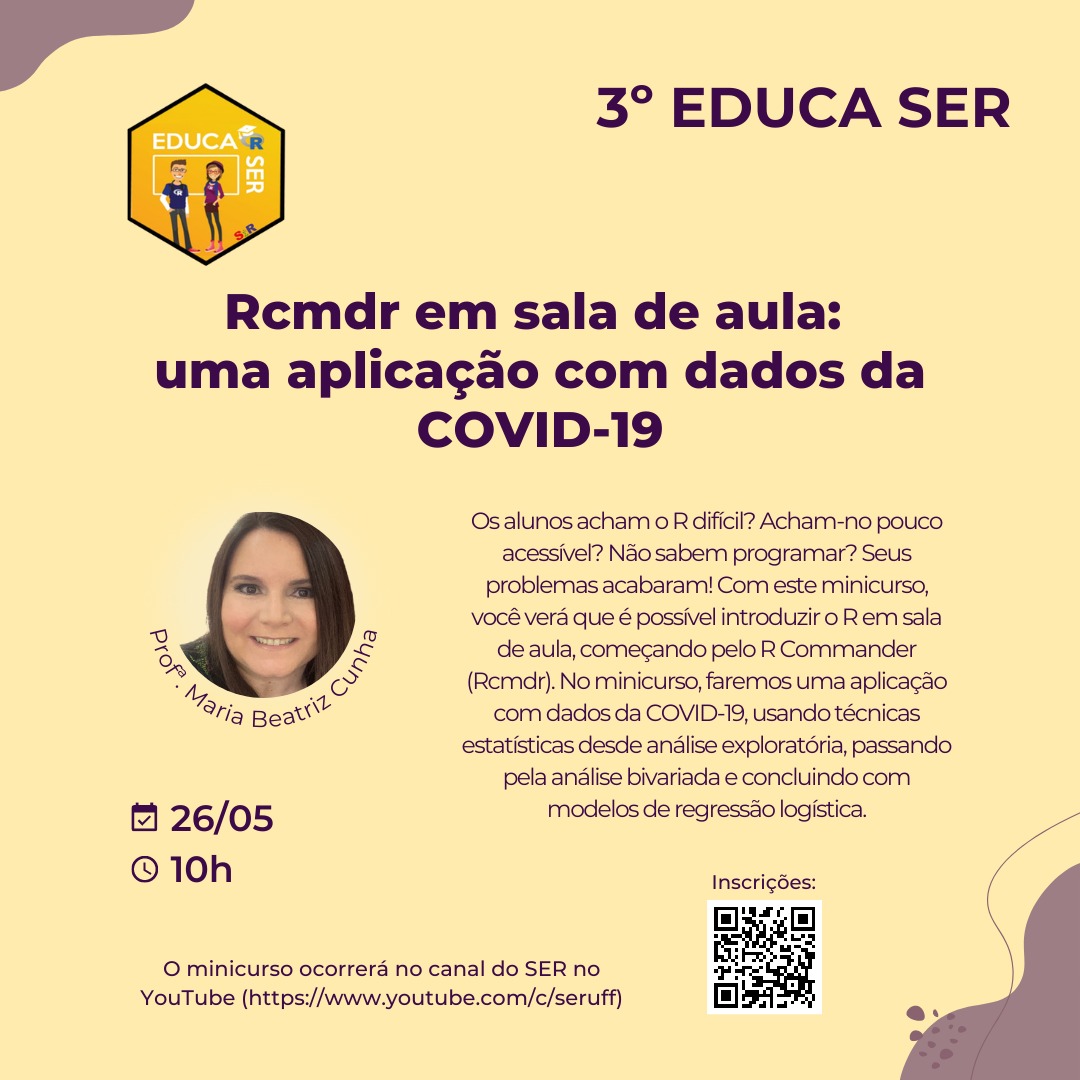 3º EDUCA SER
EDUCA R
SER
R
SER
Rcmdr em sala de aula:
uma aplicação com dados da
COVID-19
Os alunos acham o R difícil? Acham-no pouco
acessível? Não sabem programar? Seus
problemas acabaram! Com este minicurso,
você verá que é possível introduzir o R em sala
de aula, começando pelo R Commander
(Rcmdr). No minicurso, faremos uma aplicação
com dados da COVID-19, usando técnicas
estatísticas desde análise exploratória, passando
pela análise bivariada e concluindo com
modelos de regressão logística.
Profª. Maria Beatriz Cunha
26/05
10h
Inscrições:
O minicurso ocorrerá no canal do SER no
YouTube (https://www.youtube.com/c/seruff)